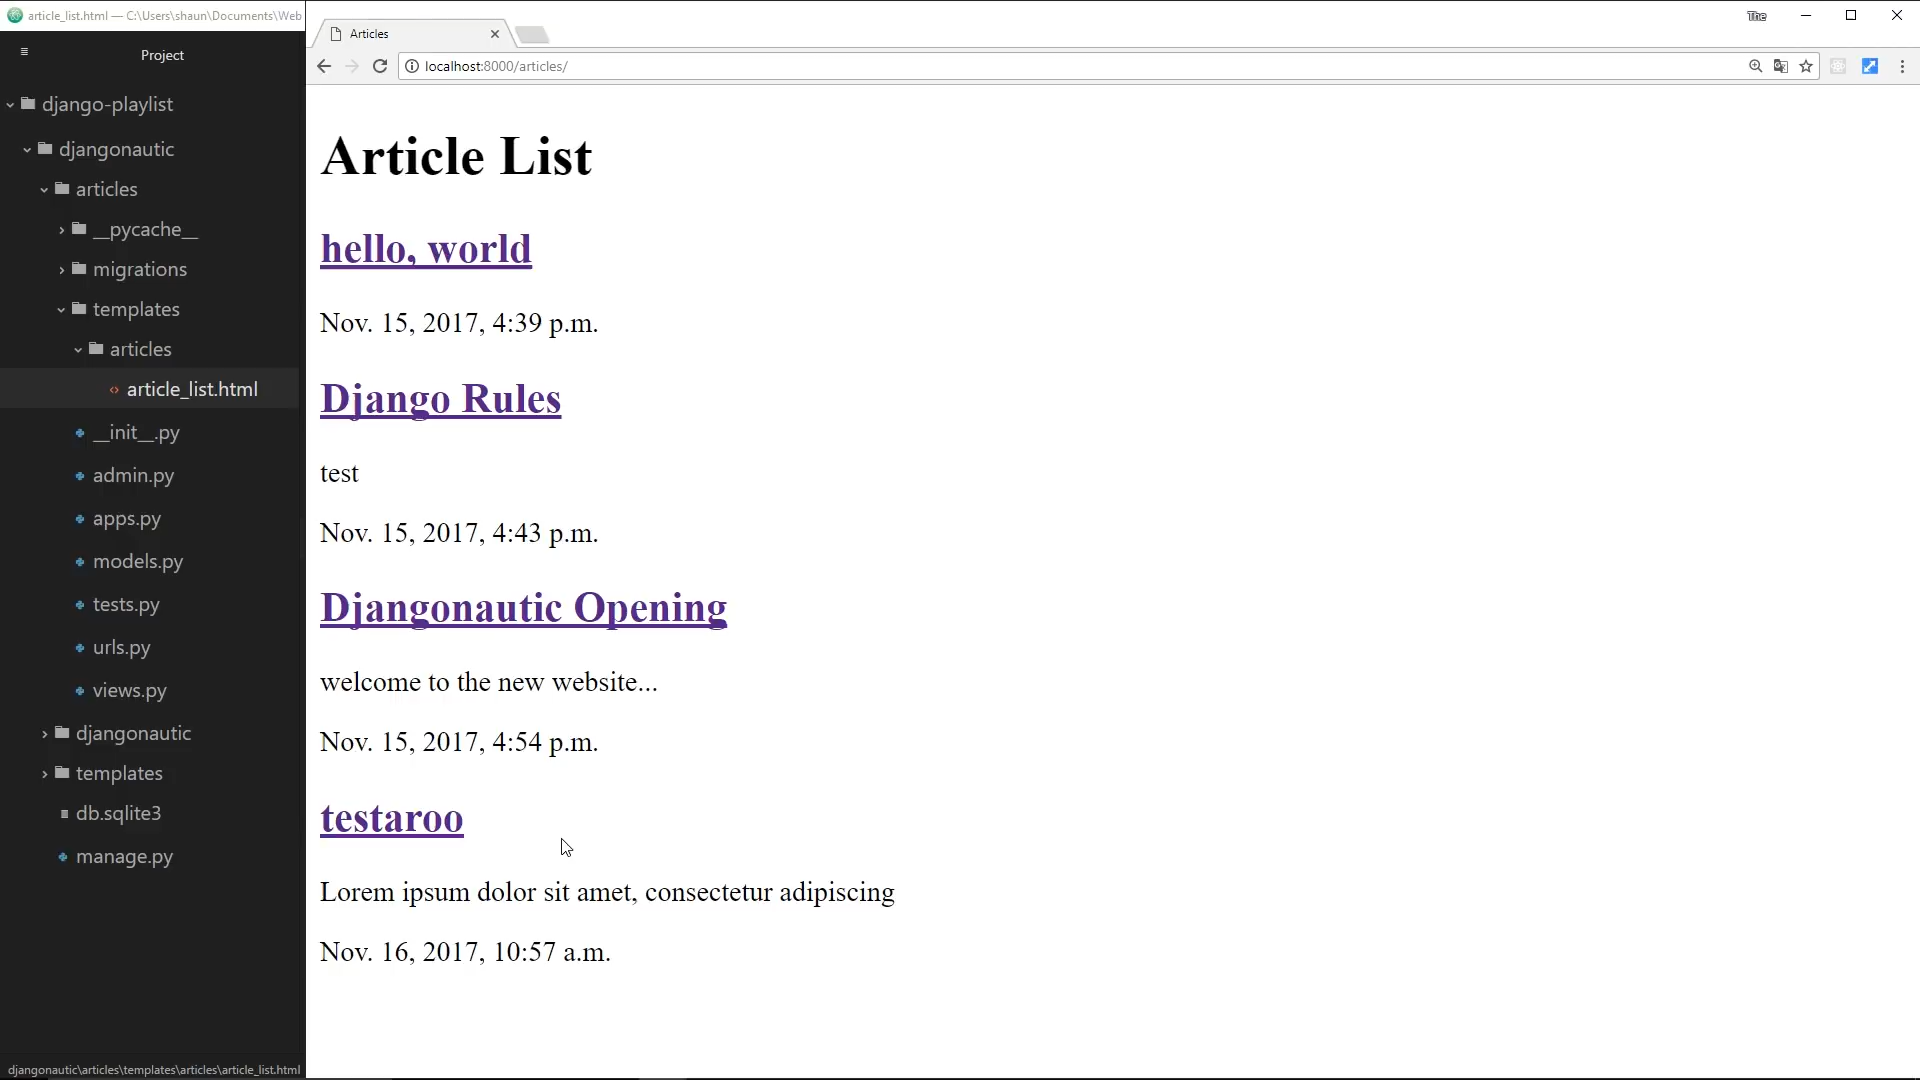 article_list.html — C:\Users\shaun\Documents\Web
Project
django-playlist
djangonautic
articles
__pycache__
migrations
templates
articles
article_list.html
__init__.py
admin.py
apps.py
models.py
tests.py
urls.py
views.py
djangonautic
templates
db.sqlite3
manage.py
djangonautic\articles\templates\articles\article_list.html
Articles
The
localhost:8000/articles/
Article List
hello, world
Nov. 15, 2017, 4:39 p.m.
Django Rules
test
Nov. 15, 2017, 4:43 p.m.
Djangonautic Opening
welcome to the new website...
Nov. 15, 2017, 4:54 p.m.
testaroo
Lorem ipsum dolor sit amet, consectetur adipiscing
Nov. 16, 2017, 10:57 a.m.